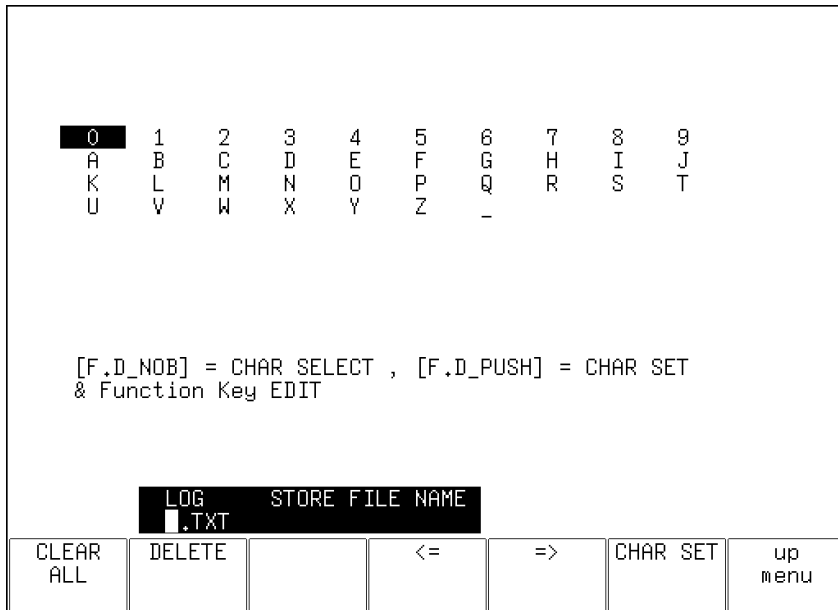 0 1 2 3 4 5 6 7 8 9
A B C D E F G H I J
K L M N O P Q R S T
U V W X Y Z _
[F.D_NOB] = CHAR SELECT , [F.D_PUSH] = CHAR SET
& Function Key EDIT
LOG STORE FILE NAME
.TXT
CLEAR DELETE <= => CHAR SET up
ALL menu